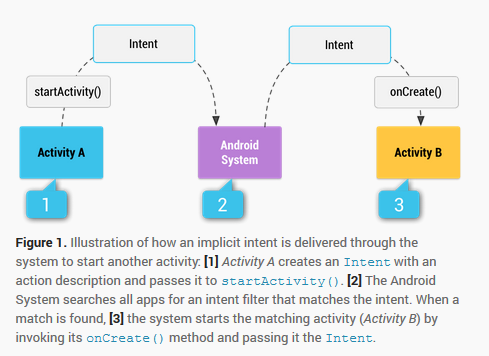 Intent
Intent
startActivity()
onCreate()
Activity A
Android
System
Activity B
1
2
3
Figure 1. Illustration of how an implicit intent is delivered through the
system to start another activity: [1] Activity A creates an Intent with an
action description and passes it to startActivity(). [2] The Android
System searches all apps for an intent filter that matches the intent. When a
match is found, [3] the system starts the matching activity (Activity B) by
invoking its onCreate() method and passing it the Intent.